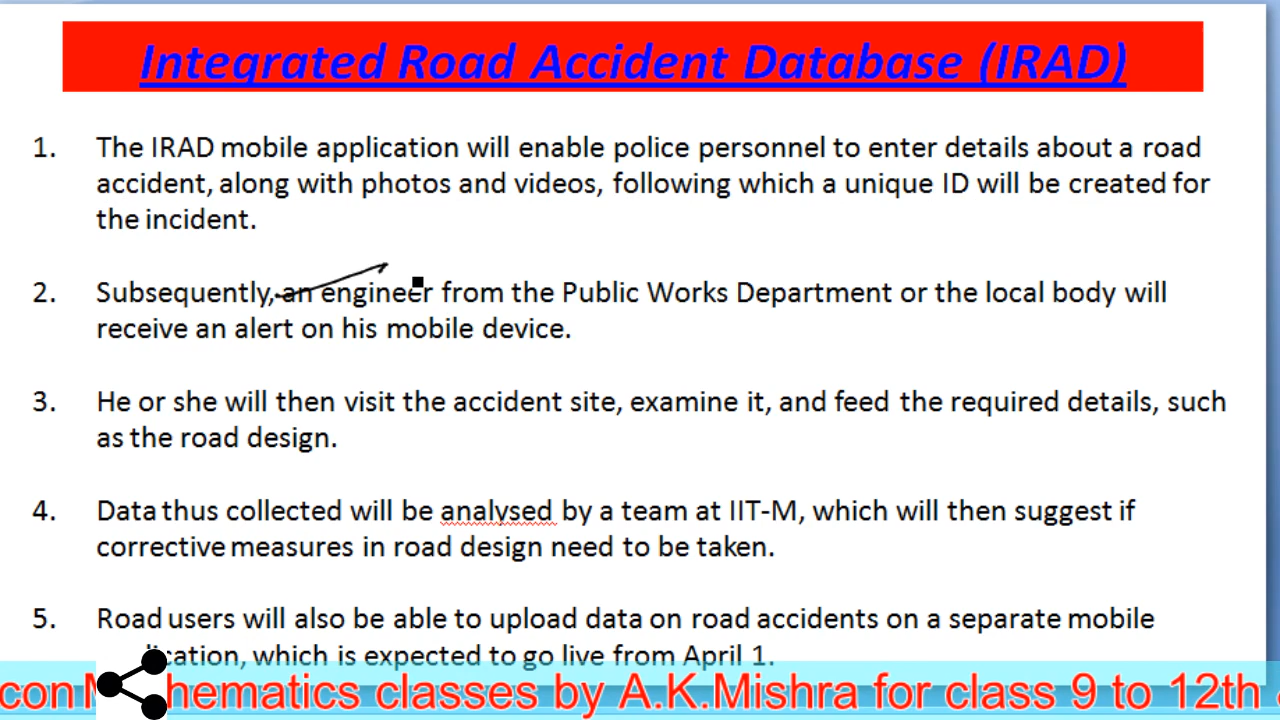 Integrated Road Accident Database (IRAD)
1. The IRAD mobile application will enable police personnel to enter details about a road
accident, along with photos and videos, following which a unique ID will be created for
the incident.
2. Subsequently, an engineer from the Public Works Department or the local body will
receive an alert on his mobile device.
3. He or she will then visit the accident site, examine it, and feed the required details, such
as the road design.
4. Data thus collected will be analysed by a team at IIT-M, which will then suggest if
corrective measures in road design need to be taken.
5. Road users will also be able to upload data on road accidents on a separate mobile
which is expected to go live from April 1.
con hematics classes by A.K.Mishra for class 9 to 12th